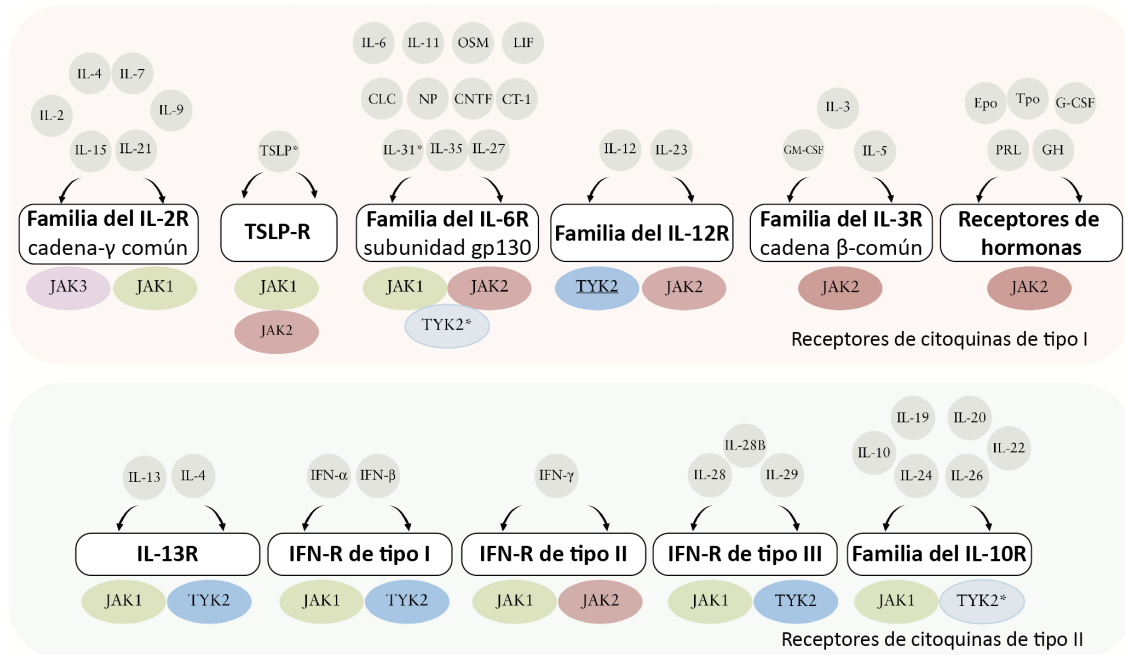 IL-6 IL-11 OSM LIF
IL-4 IL-7
IL-2 IL-9
CLC NP CNTF CT-1
IL-3
Epo Tpo G-CSF
IL-15 IL-21
TSLP*
IL-31* IL-35 IL-27
IL-12 IL-23
GM-CSF IL-5
PRL GH
Familia del IL-2R
cadena-γ común
TSLP-R
Familia del IL-6R
subunidad gp130
Familia del IL-12R
Familia del IL-3R
cadena β-común
Receptores de
hormonas
JAK3 JAK1
JAK1
JAK2
JAK1 JAK2
TYK2*
TYK2 JAK2
JAK2
JAK2
Receptores de citoquinas de tipo I
IL-19 IL-20
IL-28B
IL-10 IL-22
IL-13 IL-4
IFN-α IFN-β
IFN-γ
IL-28 IL-29
IL-24 IL-26
IL-13R
IFN-R de tipo I
IFN-R de tipo II
IFN-R de tipo III
Familia del IL-10R
JAK1 TYK2
JAK1 TYK2
JAK1 JAK2
JAK1 TYK2
JAK1 TYK2*
Receptores de citoquinas de tipo II